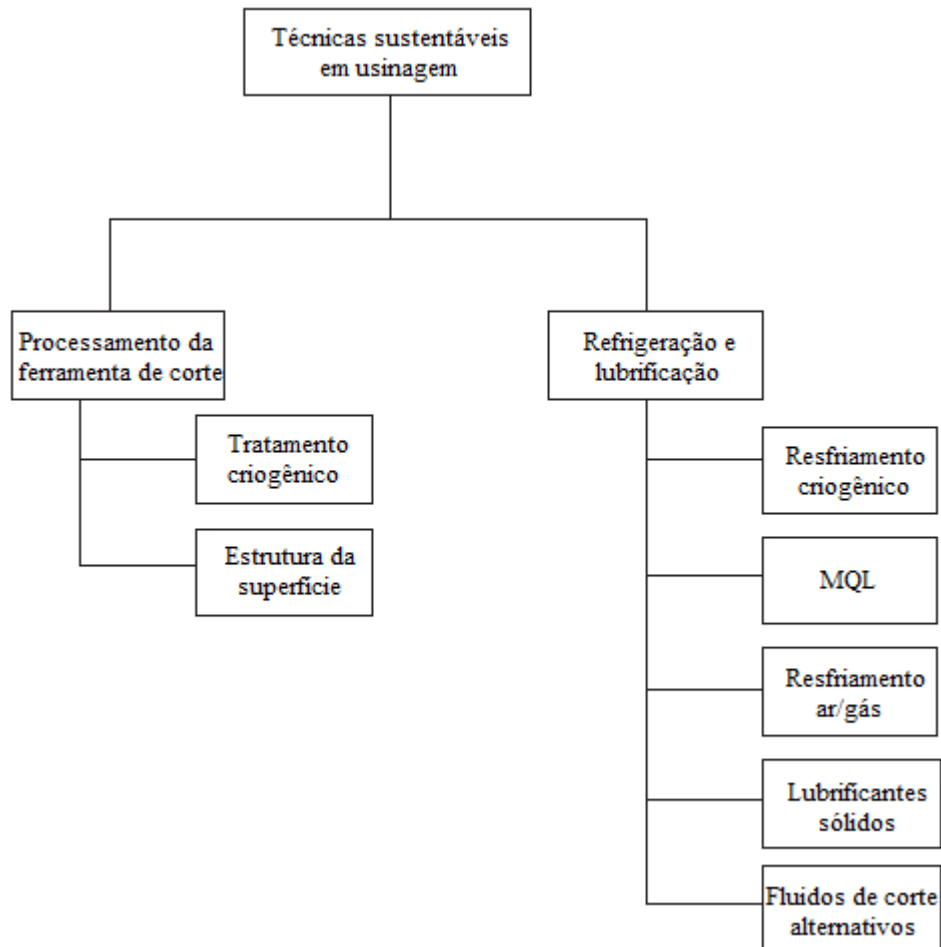 Técnicas sustentáveis
em usinagem
Processamento da
ferramenta de corte
Tratamento
criogênico
Estrutura da
superfície
Refrigeração e
lubrificação
Resfriamento
criogênico
MQL
Resfriamento
ar/gás
Lubrificantes
sólidos
Fluidos de corte
alternativos